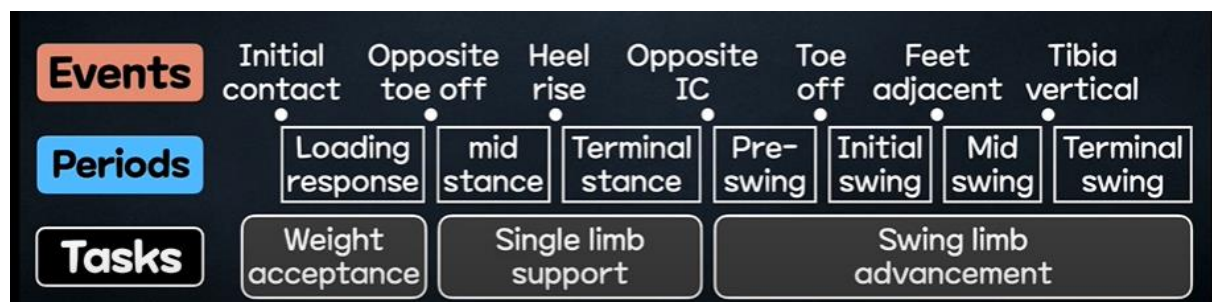 Events
Initial contact
Opposite toe off
Heel rise
Opposite IC
Toe off
Feet adjacent
Tibia vertical
Periods
Loading response
mid stance
Terminal stance
Pre-swing
Initial swing
Mid swing
Terminal swing
Tasks
Weight acceptance
Single limb support
Swing limb advancement